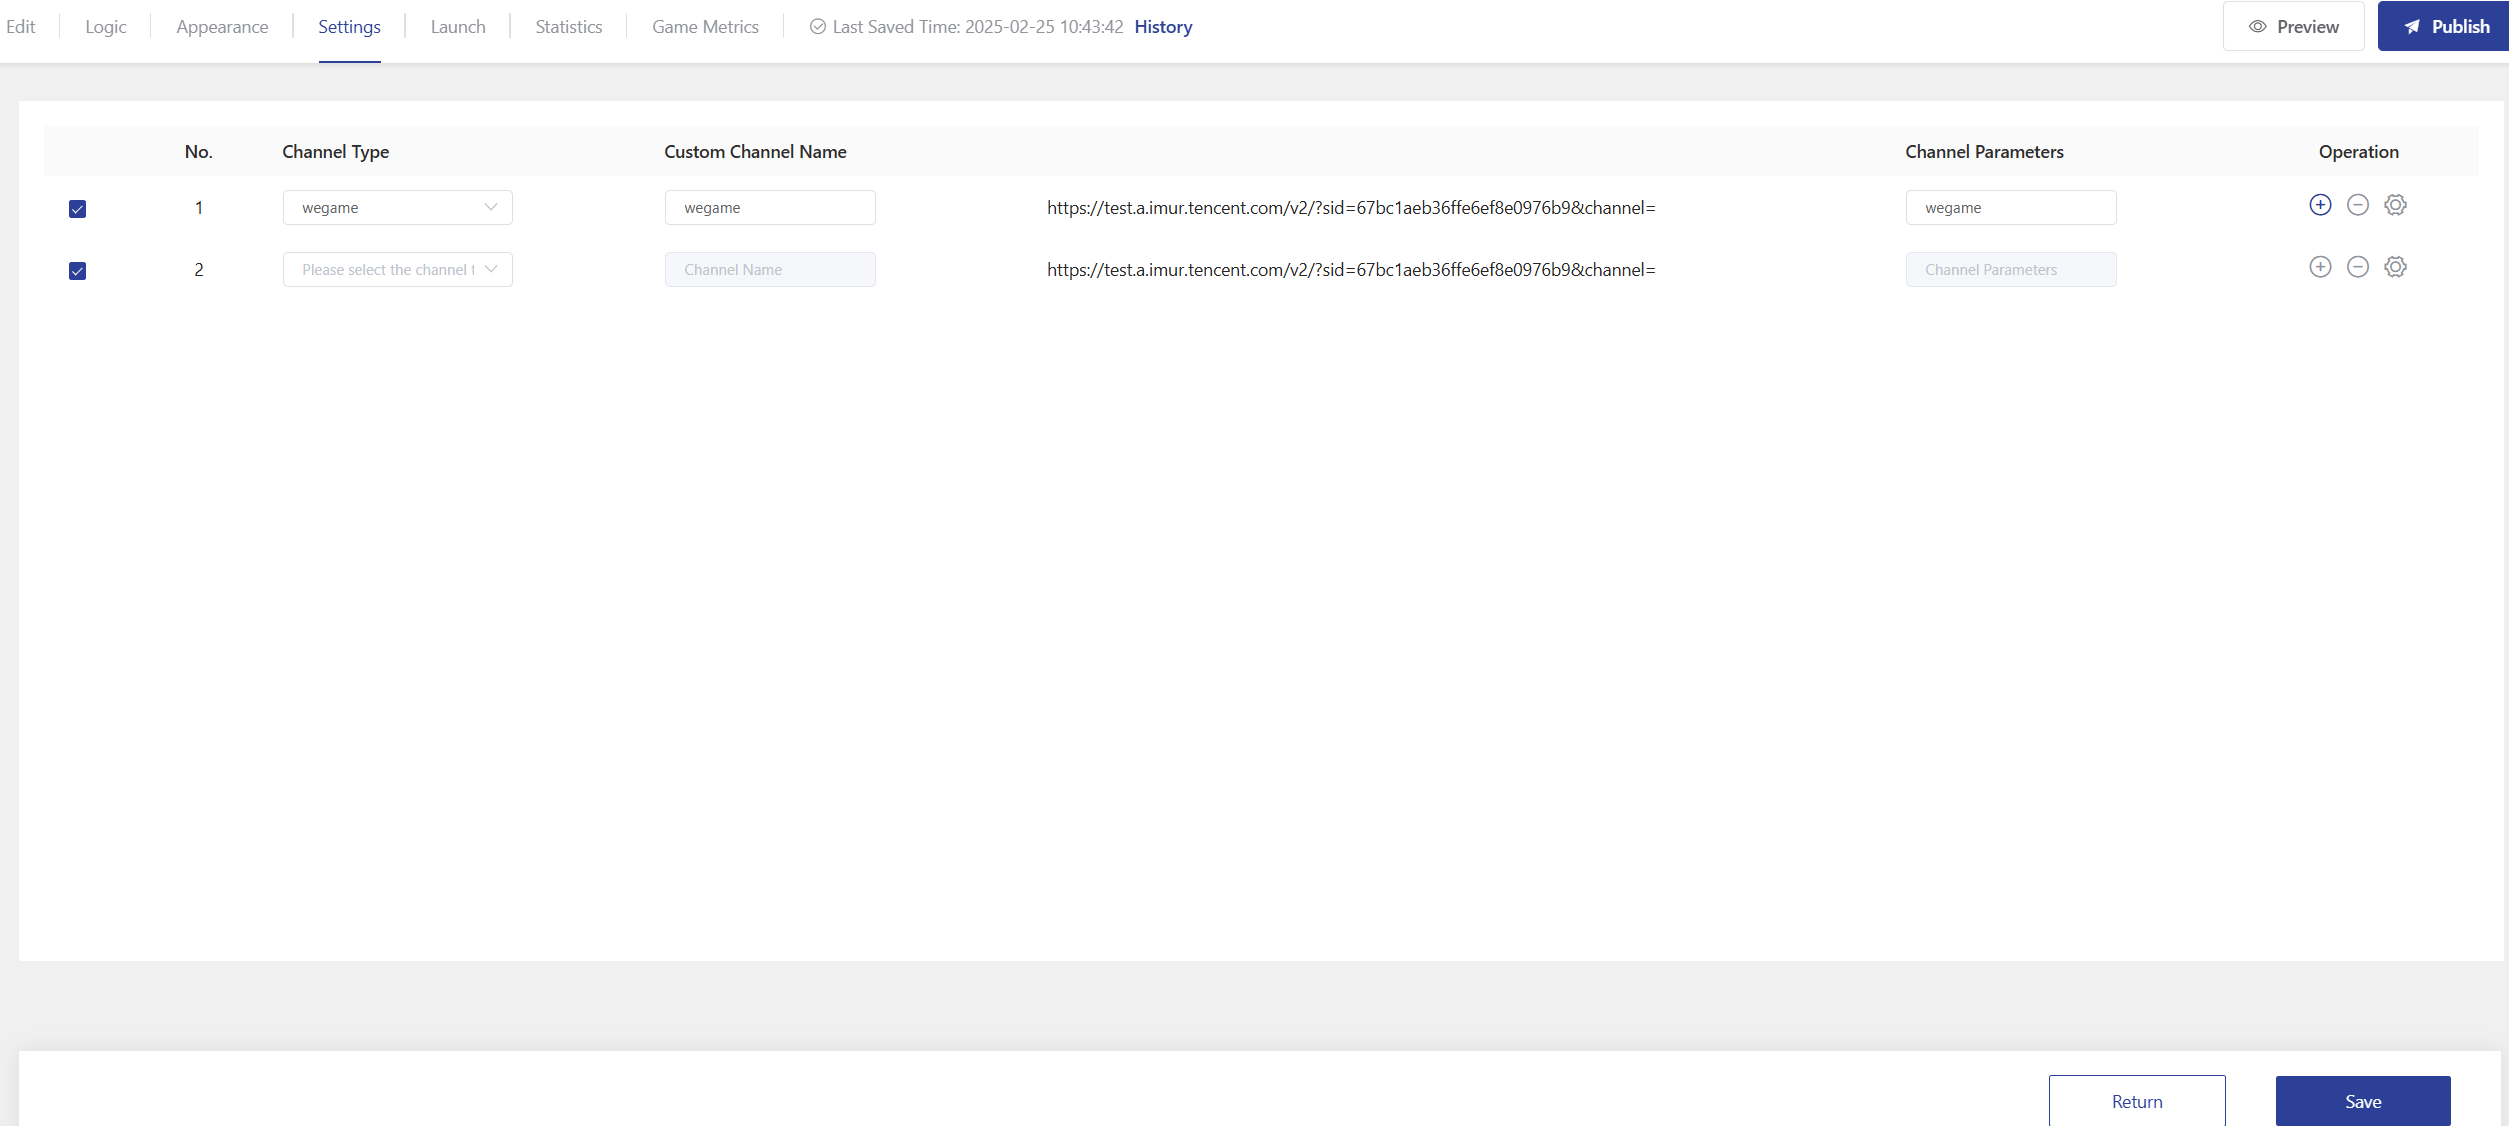 Edit Logic Appearance Settings Launch Statistics Game Metrics Last Saved Time: 2025-02-25 10:43:42 History Preview Publish
No. Channel Type Custom Channel Name Channel Parameters Operation
1 wegame wegame https://test.a.imur.tencent.com/v2/?sid=67bc1aeb36ffe6ef8e0976b9&channel= wegame
2 Please select the channel Channel Name https://test.a.imur.tencent.com/v2/?sid=67bc1aeb36ffe6ef8e0976b9&channel= Channel Parameters
Return Save